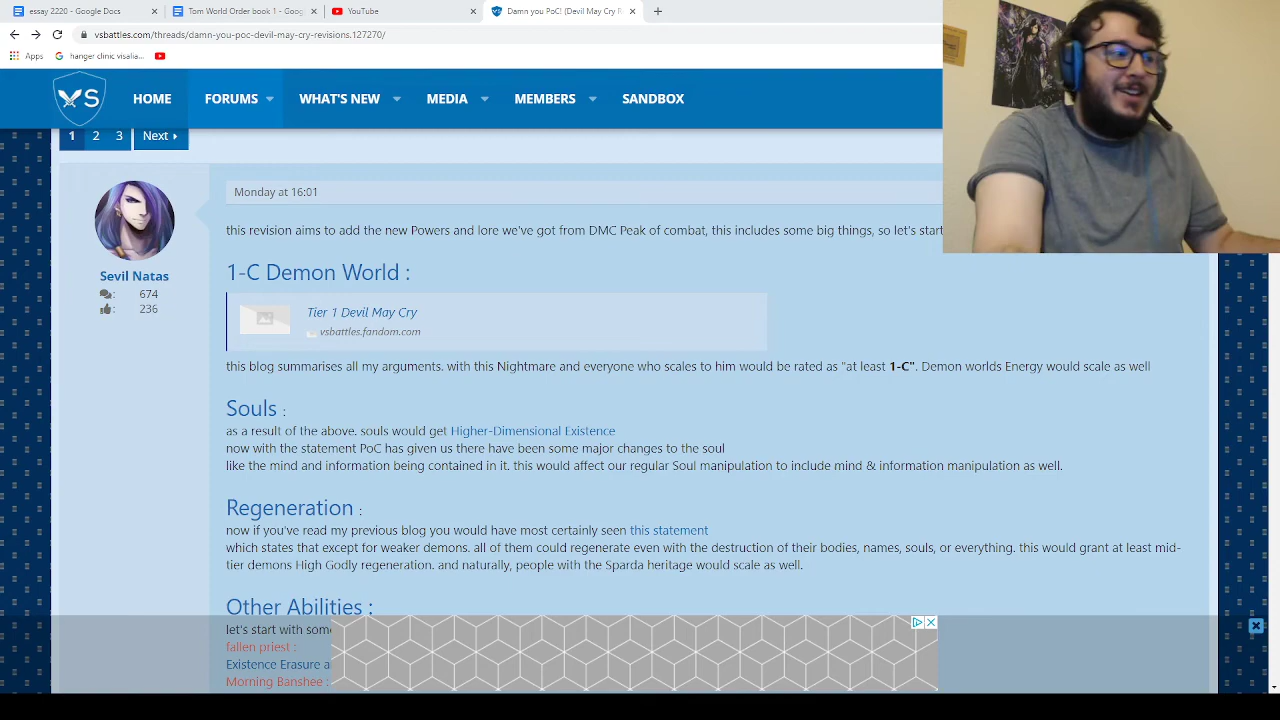 essay 2220 - Google Docs
Tom World Order book 1 - Goog
YouTube
Damn you PoC! (Devil May Cry R
vsbattles.com/threads/damn-you-poc-devil-may-cry-revisions.127270/
Apps
hanger clinic visalia...
VS
HOME
FORUMS
WHAT'S NEW
MEDIA
MEMBERS
SANDBOX
1 2 3 Next
Monday at 16:01
Sevil Natas
: 674
: 236
this revision aims to add the new Powers and lore we've got from DMC Peak of combat, this includes some big things, so let's start
1-C Demon World :
Tier 1 Devil May Cry
vsbattles.fandom.com
this blog summarises all my arguments. with this Nightmare and everyone who scales to him would be rated as "at least 1-C". Demon worlds Energy would scale as well
Souls :
as a result of the above. souls would get Higher-Dimensional Existence
now with the statement PoC has given us there have been some major changes to the soul
like the mind and information being cantained in it. this would affect our regular Soul manipulation to include mind & information manipulation as well.
Regeneration :
now if you've read my previous blog you would have most certainly seen this statement
which states that except for weaker demons. all of them could regenerate even with the destruction of their bodies, names, souls, or everything. this would grant at least mid-
tier demons High Godly regeneration. and naturally, people with the Sparda heritage would scale as well.
Other Abilities :
let's start with som
fallen priest :
Existence Erasure a
Morning Banshee :